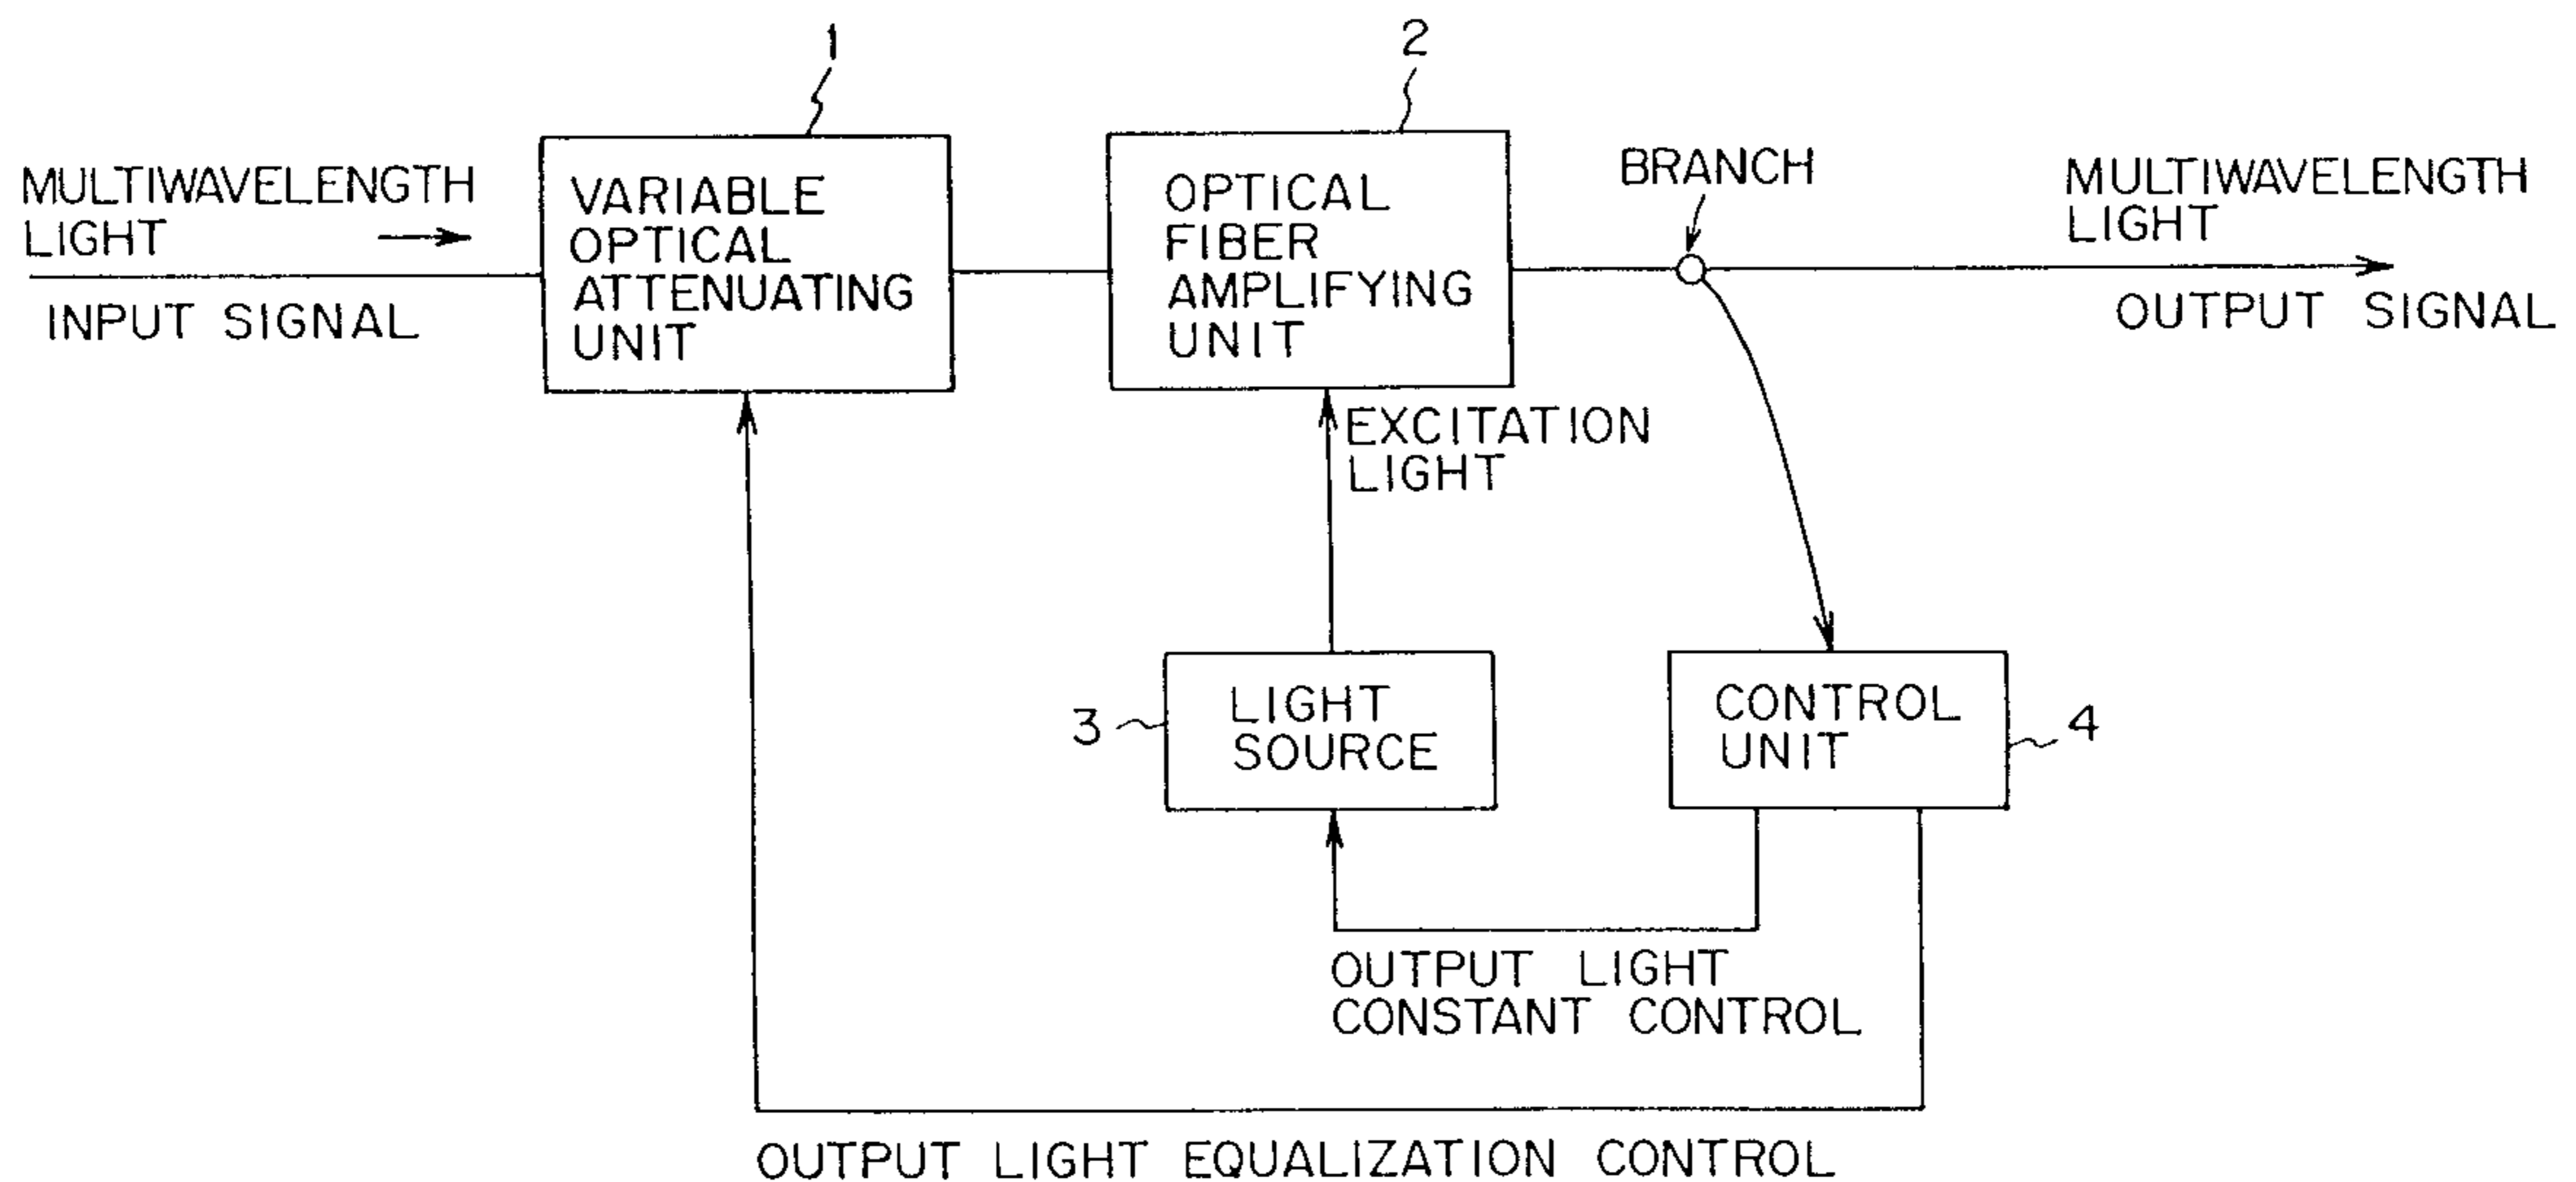 1
2
MULTIWAVELENGTH
LIGHT
INPUT SIGNAL
VARIABLE
OPTICAL
ATTENUATING
UNIT
OPTICAL
FIBER
AMPLIFYING
UNIT
BRANCH
MULTIWAVELENGTH
LIGHT
OUTPUT SIGNAL
EXCITATION
LIGHT
3
LIGHT
SOURCE
CONTROL
UNIT
4
OUTPUT LIGHT
CONSTANT CONTROL
OUTPUT LIGHT EQUALIZATION CONTROL